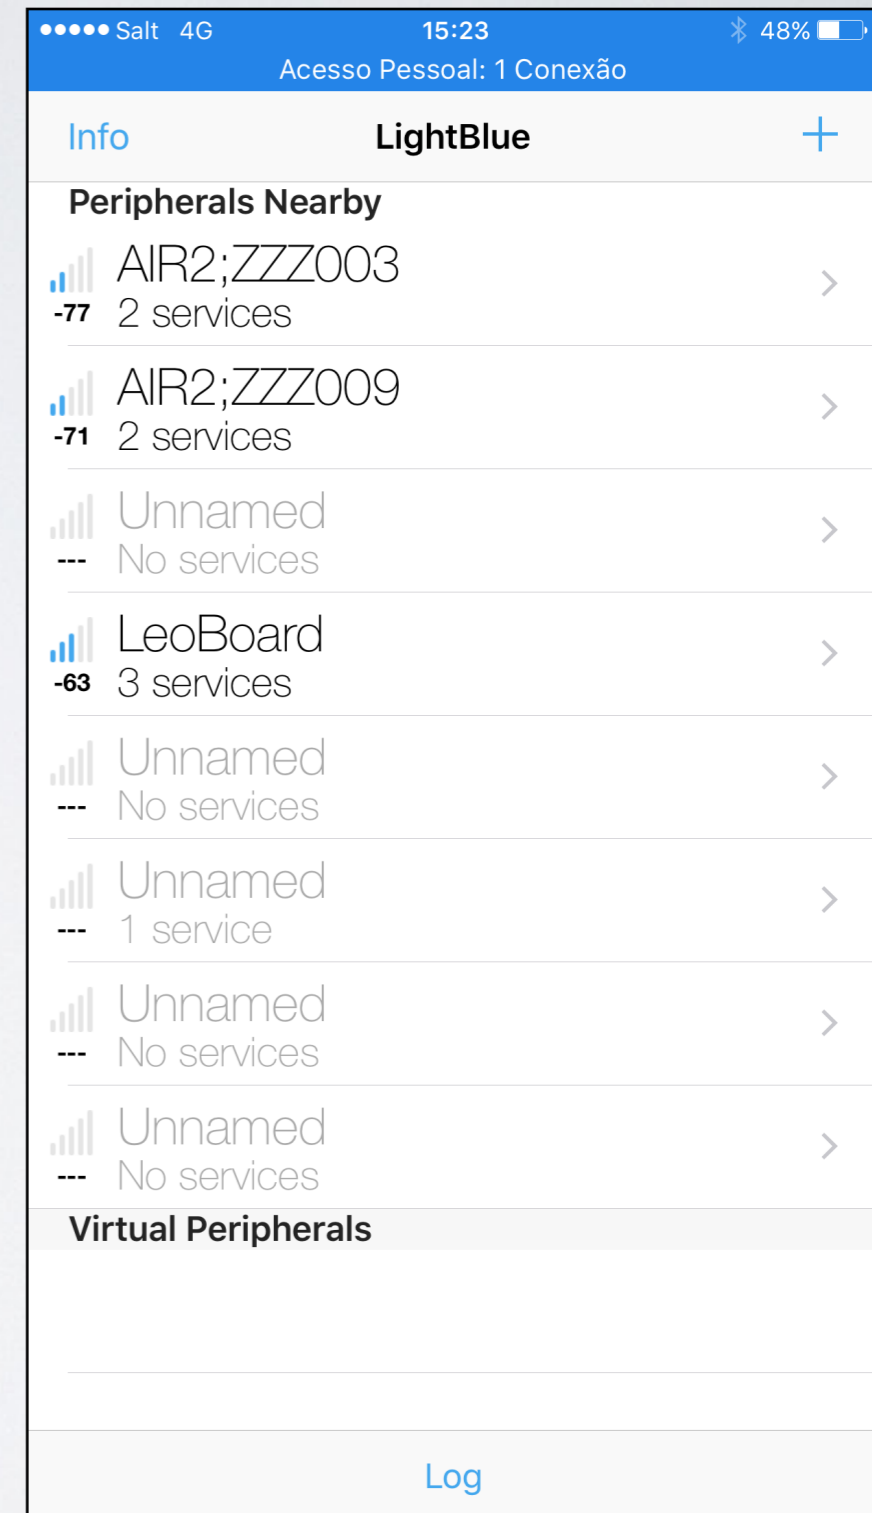 ●●●●● Salt 4G 15:23 48%
Acesso Pessoal: 1 Conexão
Info LightBlue +
Peripherals Nearby
AIR2;ZZZ003
-77 2 services
AIR2;ZZZ009
-71 2 services
Unnamed
--- No services
LeoBoard
-63 3 services
Unnamed
--- No services
Unnamed
--- 1 service
Unnamed
--- No services
Unnamed
--- No services
Virtual Peripherals
Log